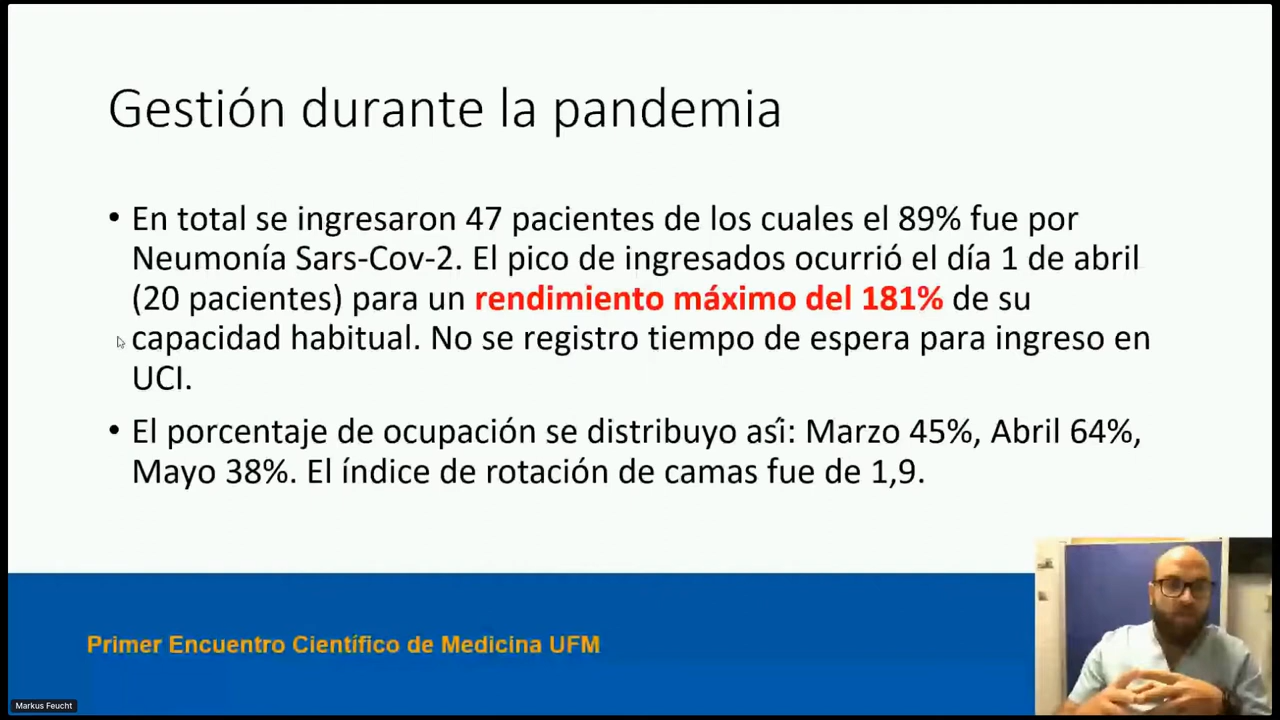 Gestión durante la pandemia
• En total se ingresaron 47 pacientes de los cuales el 89% fue por
Neumonía Sars-Cov-2. El pico de ingresados ocurrió el día 1 de abril
(20 pacientes) para un rendimiento máximo del 181% de su
capacidad habitual. No se registro tiempo de espera para ingreso en
UCI.
• El porcentaje de ocupación se distribuyo así: Marzo 45%, Abril 64%,
Mayo 38%. El índice de rotación de camas fue de 1,9.
Primer Encuentro Científico de Medicina UFM
Markus Feucht